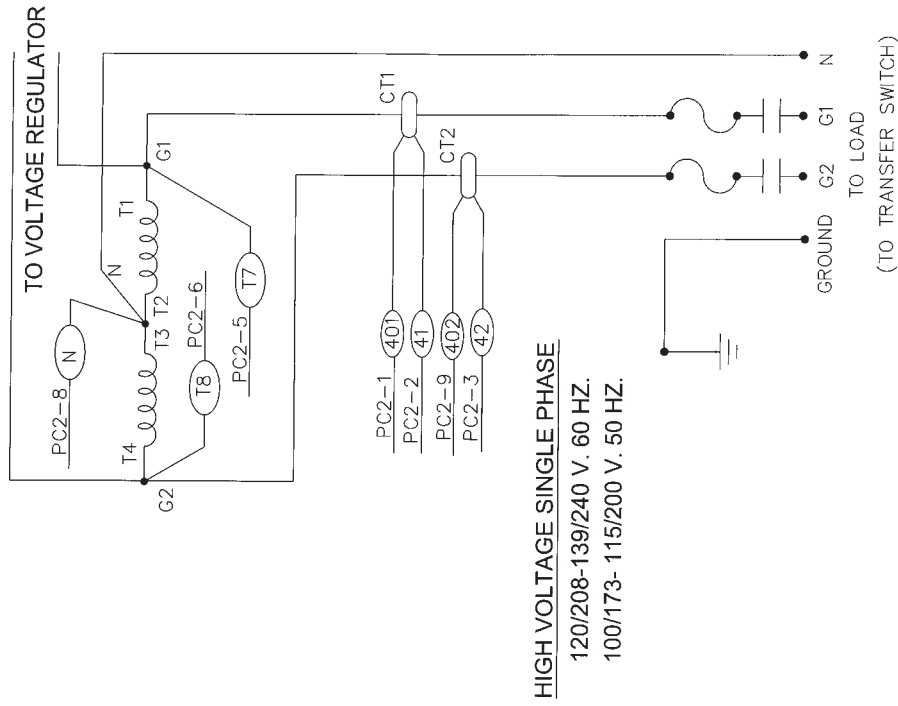 TO VOLTAGE REGULATOR
G1
T1
N
T2
T3
T4
G2
N
PC2-8
PC2-6
T8
T7
PC2-5
CT1
CT2
PC2-1 401
PC2-2 41
PC2-9 402
PC2-3 42
HIGH VOLTAGE SINGLE PHASE
120/208-139/240 V. 60 HZ.
100/173- 115/200 V. 50 HZ.
GROUND G2 G1 N
TO LOAD
(TO TRANSFER SWITCH)